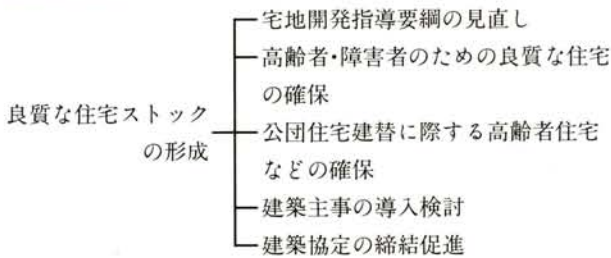 良質な住宅ストック
の形成
宅地開発指導要綱の見直し
高齢者・障害者のための良質な住宅
の確保
公団住宅建替に際する高齢者住宅
などの確保
建築主事の導入検討
建築協定の締結促進